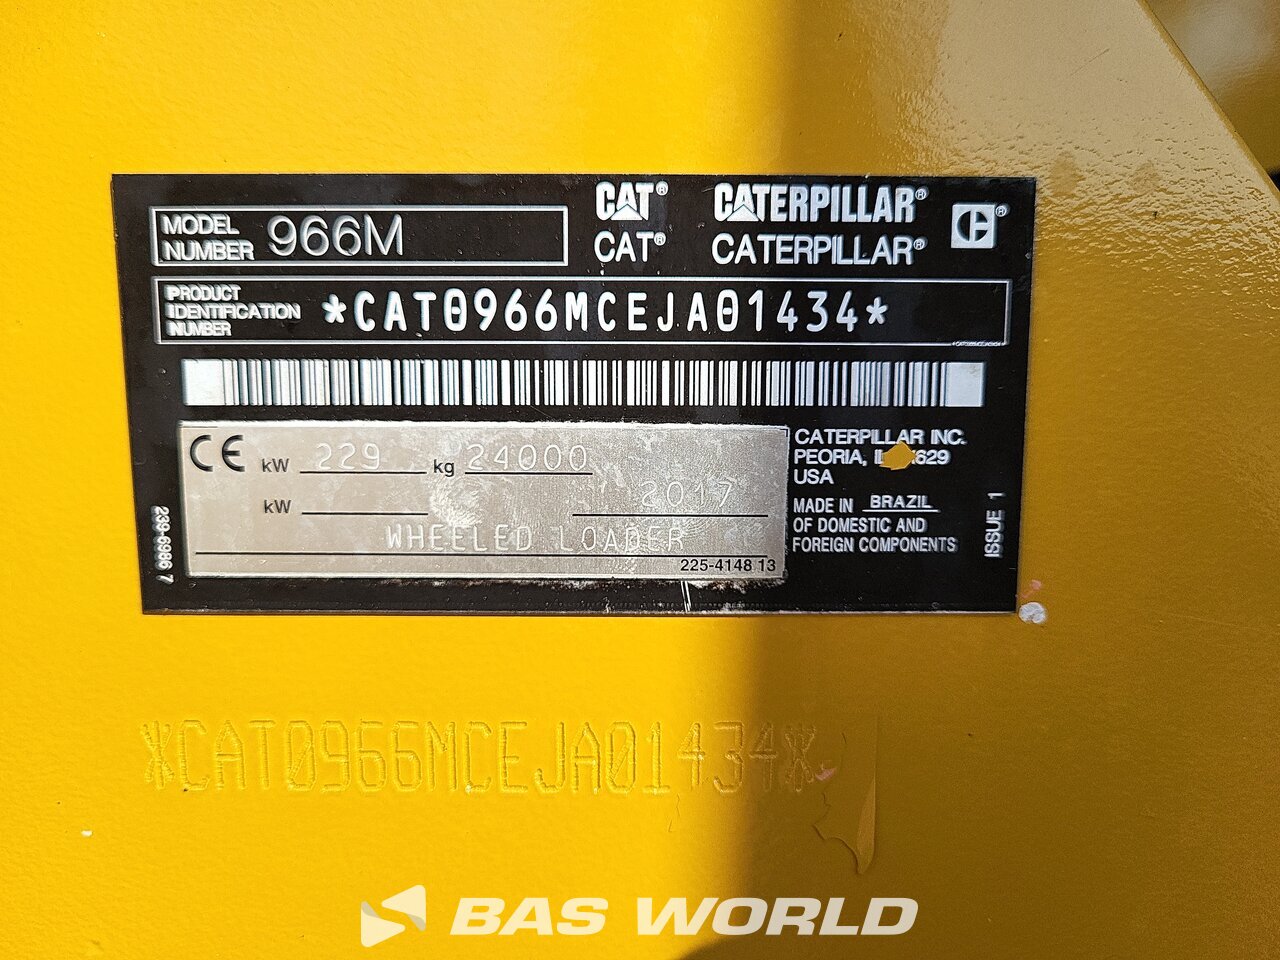 MODEL
NUMBER 966M
CAT® CATERPILLAR®
CAT® CATERPILLAR®
PRODUCT
IDENTIFICATION
NUMBER
*CAT0966MCEJA01434*
CE kW 229 kg 24000
kW 2017
WHEELED LOADER
225-4148 13
239-6986 7
CATERPILLAR INC.
PEORIA,
USA
MADE IN BRAZIL
OF DOMESTIC AND
FOREIGN COMPONENTS
ISSUE 1
*CAT0966MCEJA01434*
BAS WORLD